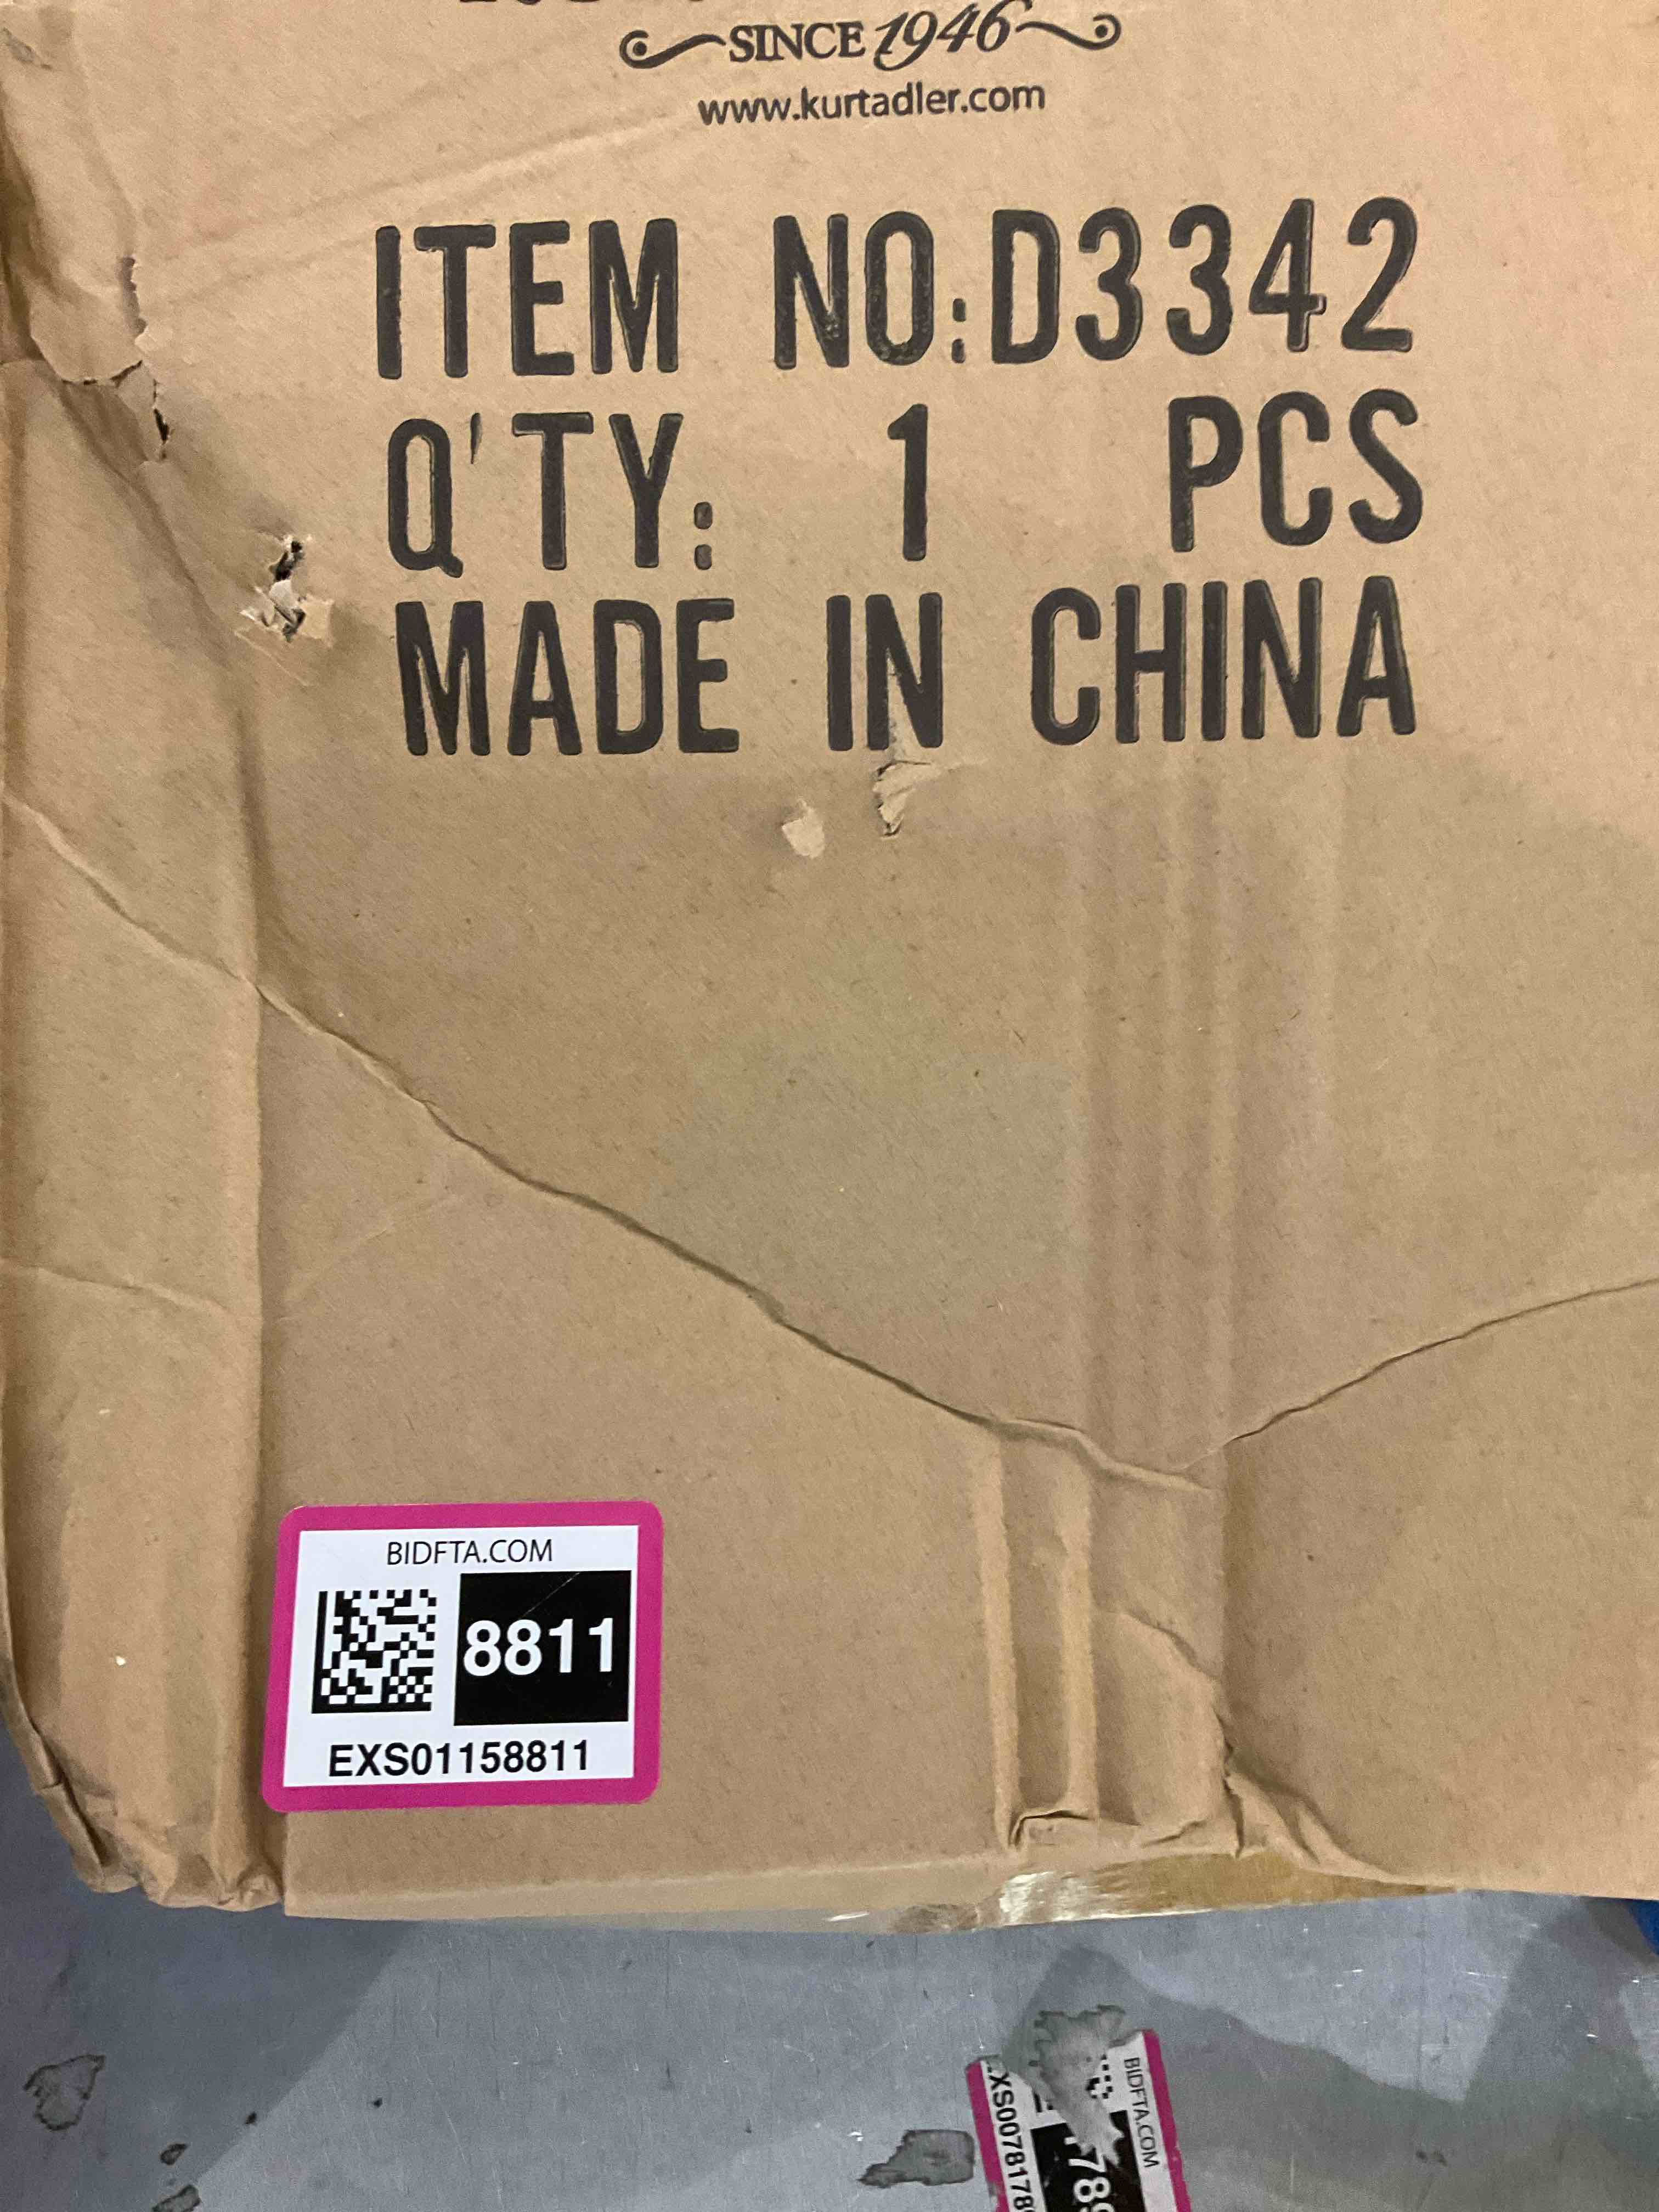 SINCE 1946
www.kurtadler.com
ITEM NO:D3342
Q'TY: 1 PCS
MADE IN CHINA
BIDFTA.COM
8811
EXS01158811
BIDFTA.COM